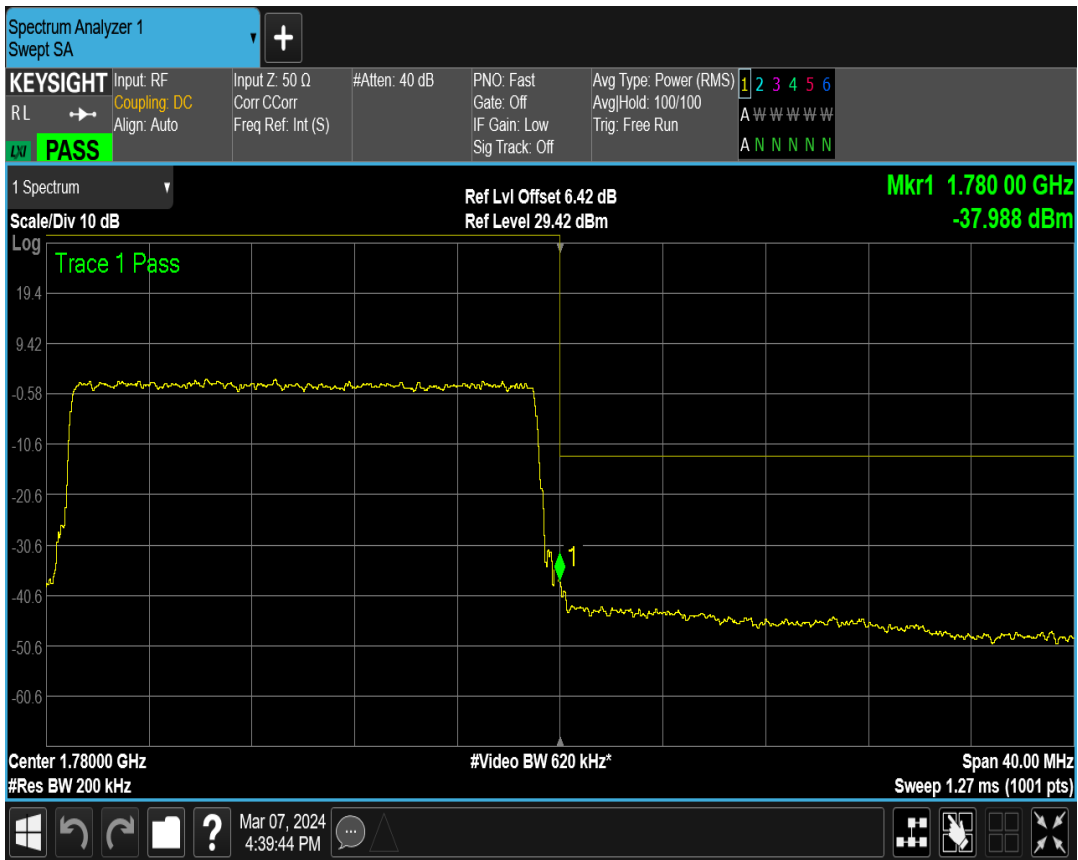 Spectrum Analyzer 1
Swept SA
+
KEYSIGHT
RL
LXI PASS
Input: RF
Coupling: DC
Align: Auto
Input Z: 50 Ω
Corr CCorr
Freq Ref: Int (S)
#Atten: 40 dB
PNO: Fast
Gate: Off
IF Gain: Low
Sig Track: Off
Avg Type: Power (RMS)
Avg|Hold: 100/100
Trig: Free Run
1 2 3 4 5 6
A W W W W W
A N N N N N
1 Spectrum
Scale/Div 10 dB
Ref Lvl Offset 6.42 dB
Ref Level 29.42 dBm
Mkr1 1.780 00 GHz
-37.988 dBm
Log
Trace 1 Pass
19.4
9.42
-0.58
-10.6
-20.6
-30.6
1
-40.6
-50.6
-60.6
Center 1.78000 GHz
#Video BW 620 kHz*
Span 40.00 MHz
#Res BW 200 kHz
Sweep 1.27 ms (1001 pts)
?
Mar 07, 2024
4:39:44 PM